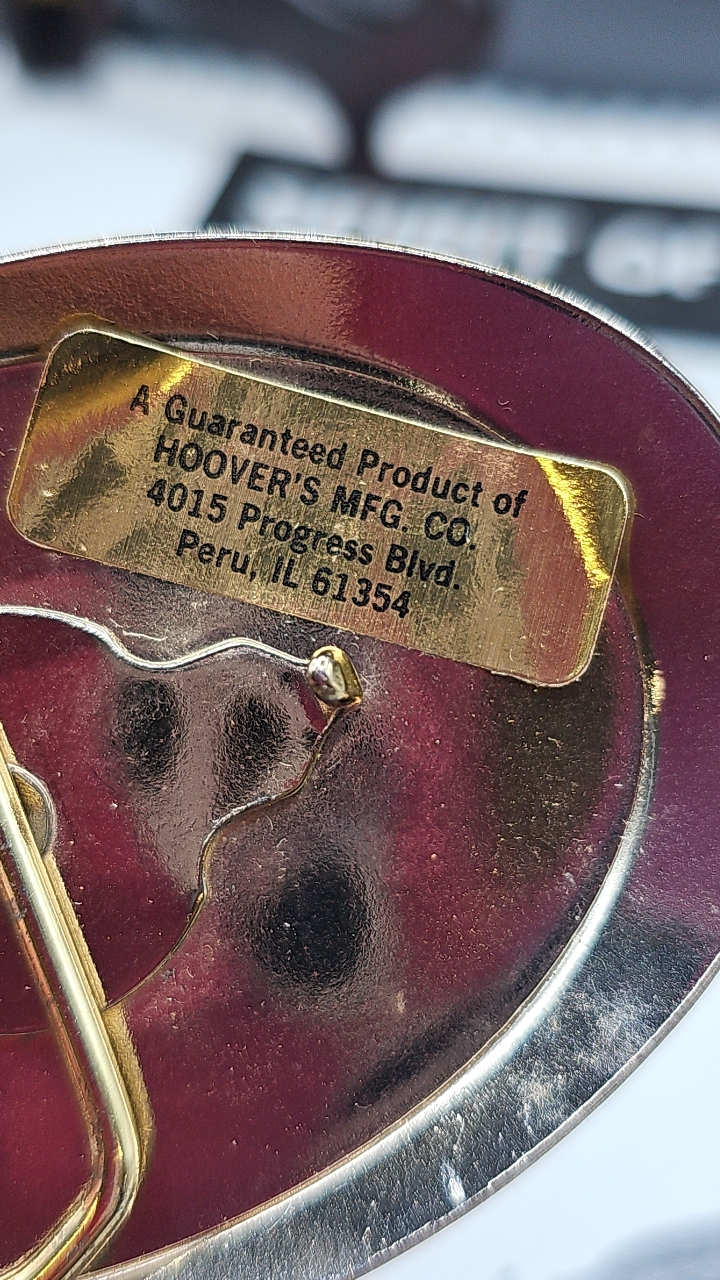 A Guaranteed Product of
HOOVER'S MFG. CO.
4015 Progress Blvd.
Peru, IL 61354